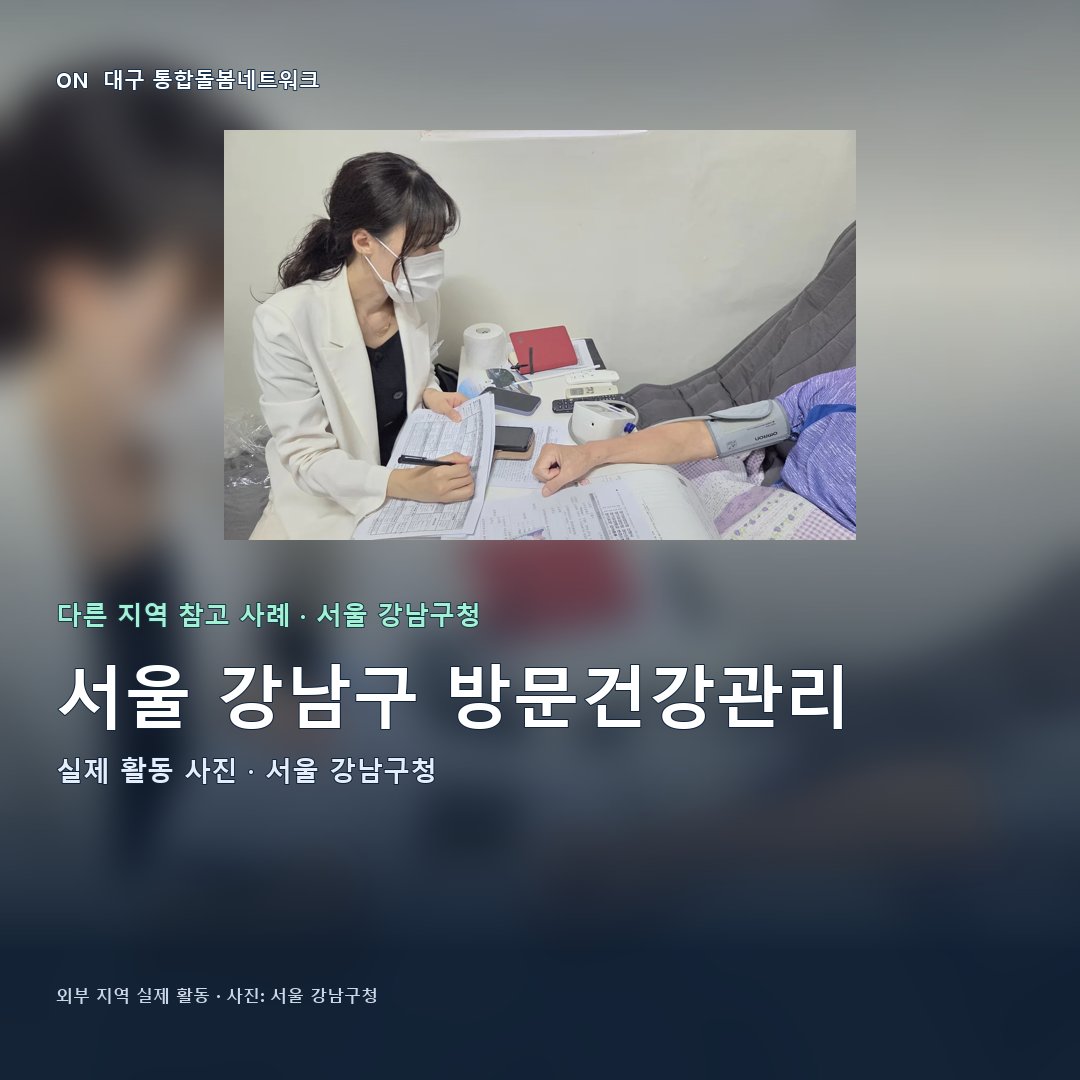 ON 대구 통합돌봄네트워크
OMRON
다른 지역 참고 사례 · 서울 강남구청
서울 강남구 방문건강관리
실제 활동 사진 · 서울 강남구청
외부 지역 실제 활동 · 사진: 서울 강남구청